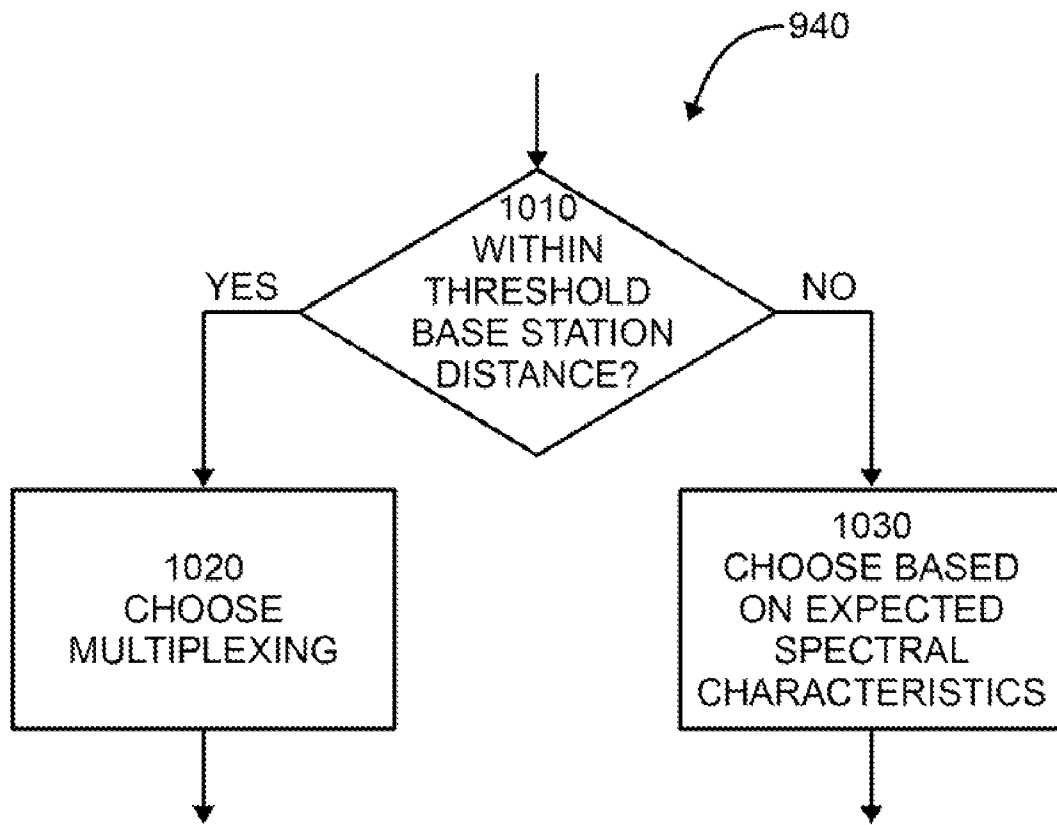 940
1010
WITHIN
THRESHOLD
BASE STATION
DISTANCE?
YES
NO
1020
CHOOSE
MULTIPLEXING
1030
CHOOSE BASED
ON EXPECTED
SPECTRAL
CHARACTERISTICS